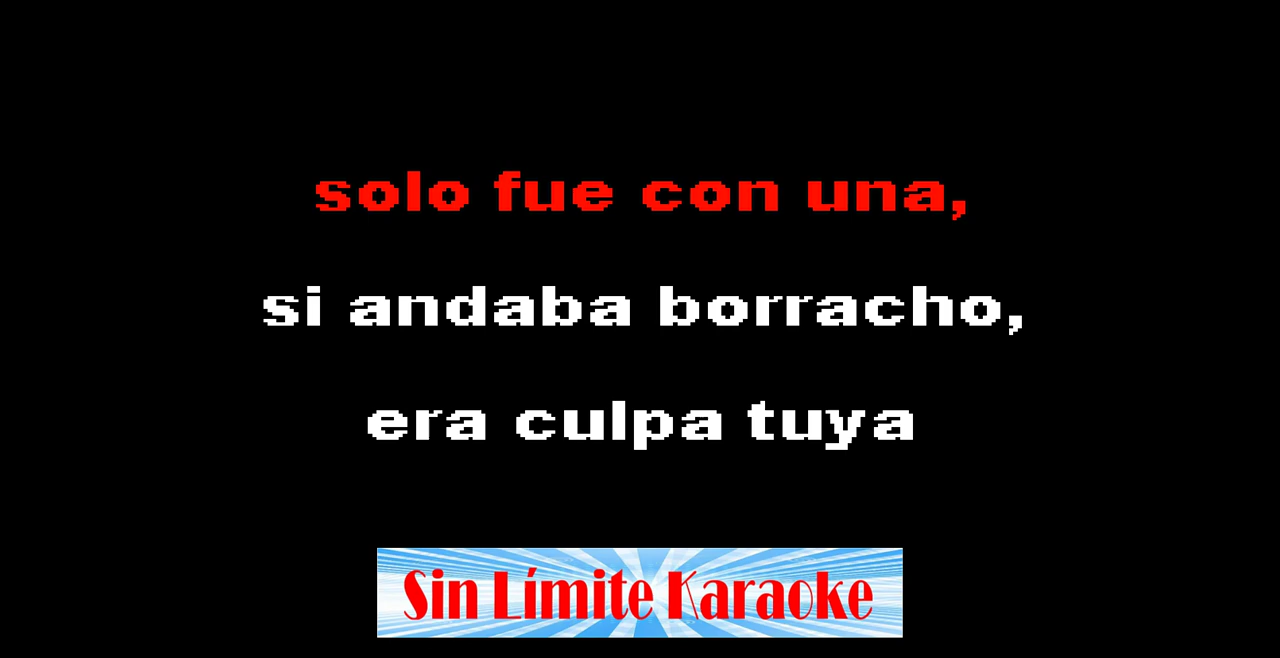 solo fue con una,
si andaba borracho,
era culpa tuya
Sin Límite Karaoke